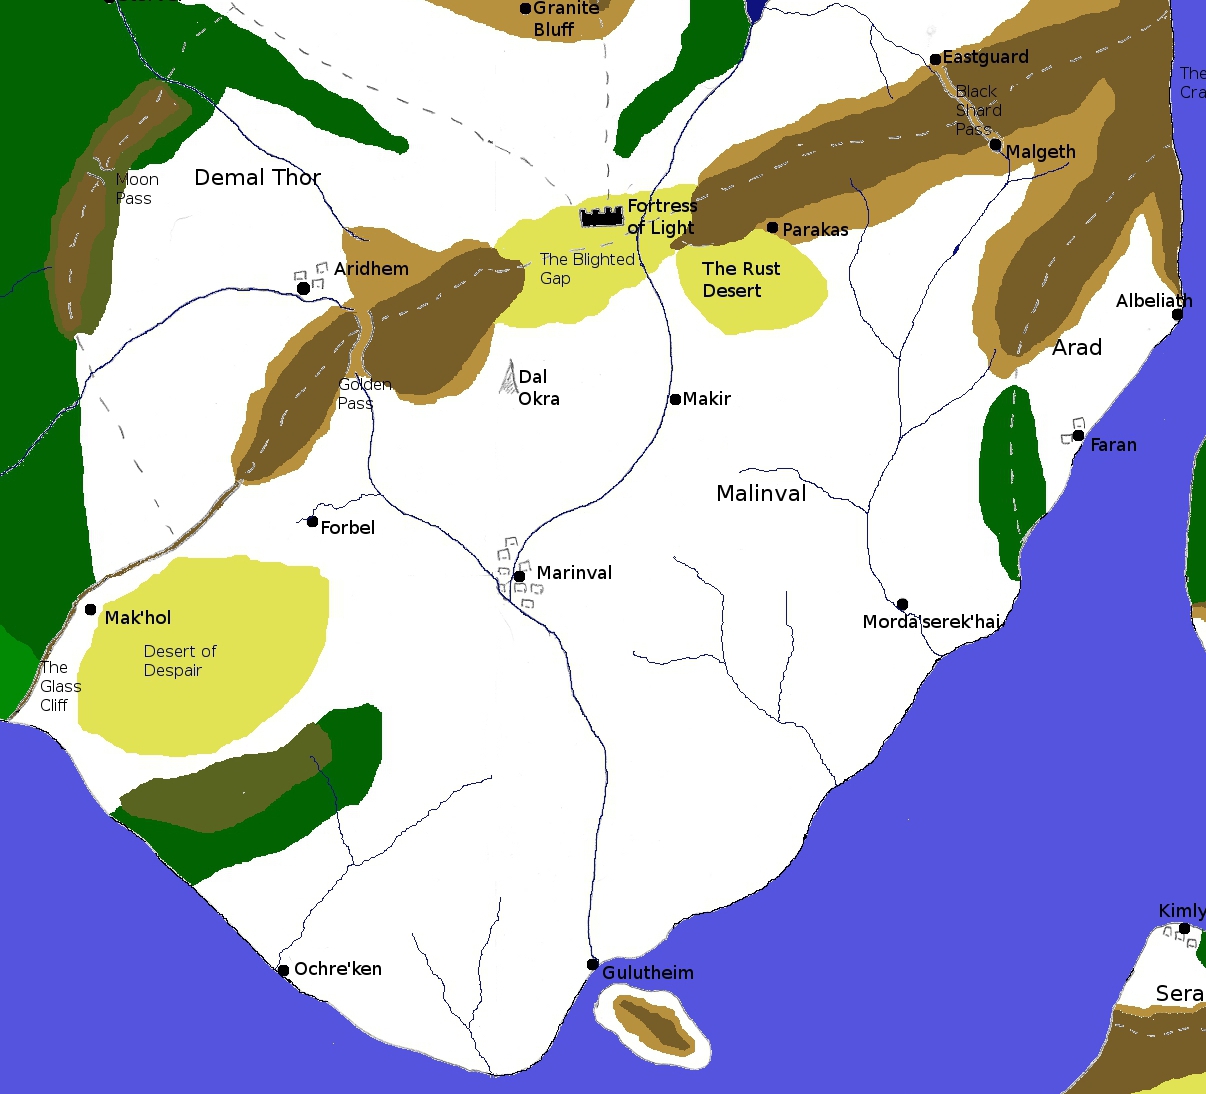 Granite
Bluff
Eastguard
The
Cra
Black
Shard
Pass
Malgeth
Moon
Pass
Demal Thor
Fortress
of Light
Parakas
The Blighted
Gap
Aridhem
The Rust
Desert
Albeliath
Arad
Golden
Pass
Dal
Okra
Makir
Faran
Malinval
Forbel
Marinval
Mak'hol
Morda'serek'hai
Desert of
Despair
The
Glass
Cliff
Kimly
Ochre'ken
Gulutheim
Sera